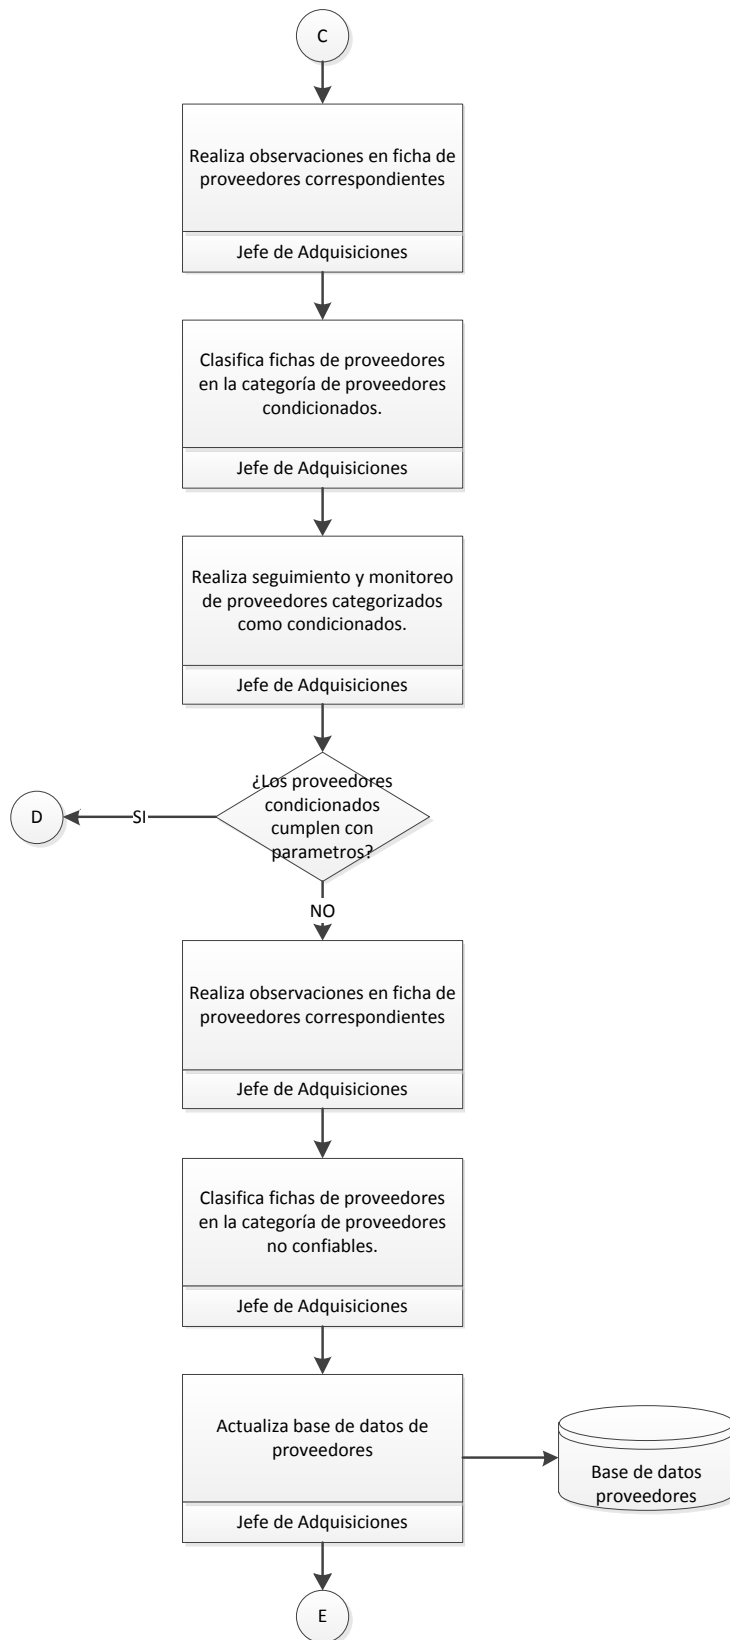 C
Realiza observaciones en ficha de
proveedores correspondientes
Jefe de Adquisiciones
Clasifica fichas de proveedores
en la categoría de proveedores
condicionados.
Jefe de Adquisiciones
Realiza seguimiento y monitoreo
de proveedores categorizados
como condicionados.
Jefe de Adquisiciones
¿Los proveedores
condicionados
cumplen con
parametros?
D
SI
NO
Realiza observaciones en ficha de
proveedores correspondientes
Jefe de Adquisiciones
Clasifica fichas de proveedores
en la categoría de proveedores
no confiables.
Jefe de Adquisiciones
Actualiza base de datos de
proveedores
Jefe de Adquisiciones
Base de datos
proveedores
E